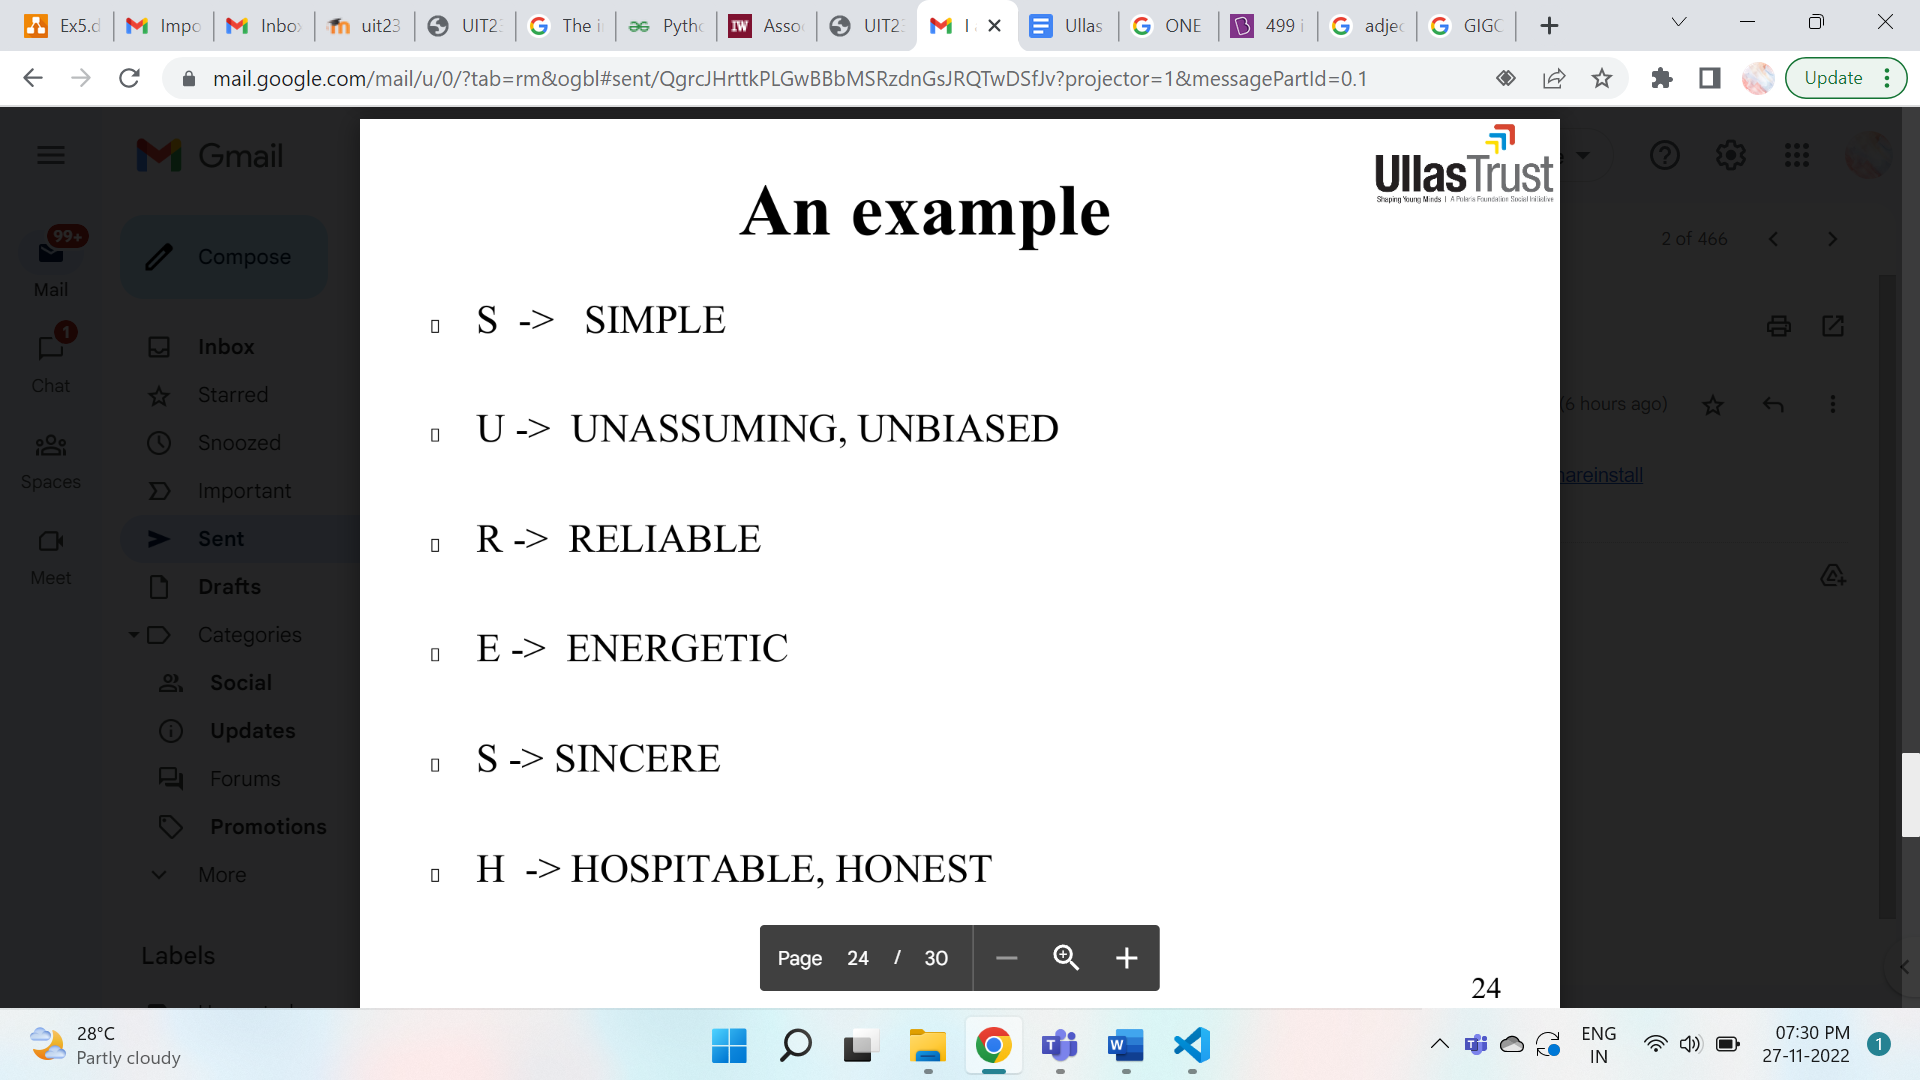 Ex5.d
Impo
Inbo
uit23
UIT2
The i
Pytho
IW
Asso
UIT2
I
Ullas
ONE
499 i
adjec
GIGO
mail.google.com/mail/u/0/?tab=rm&ogbl#sent/QgrcJHrttkPLGwBBbMSRzdnGsJRQTwDSfJv?projector=1&messagePartId=0.1
Update
Gmail
UllasTrust
Shaping Young Minds | A Polaris Foundation Social Initiative
An example
99+
Mail
Compose
2 of 466
1
Chat
Spaces
Meet
Inbox
Starred
Snoozed
Important
Sent
Drafts
Categories
Social
Updates
Forums
Promotions
More
Labels
S -> SIMPLE
U -> UNASSUMING, UNBIASED
(6 hours ago)
hareinstall
R -> RELIABLE
E -> ENERGETIC
S -> SINCERE
H -> HOSPITABLE, HONEST
Page 24 / 30
24
28°C
Partly cloudy
ENG
IN
07:30 PM
27-11-2022
1